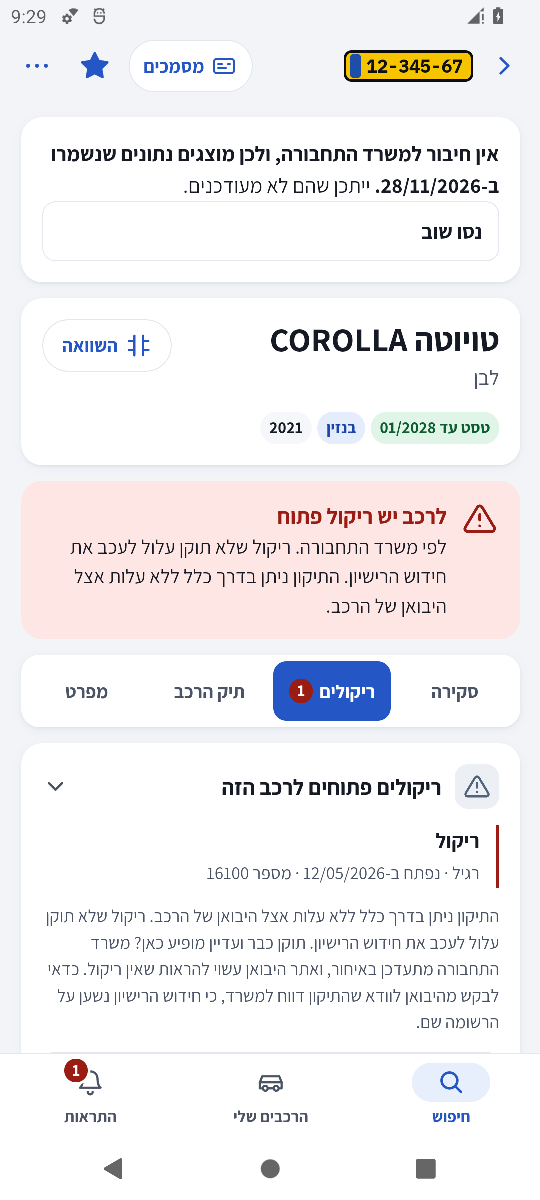 9:29
12-345-67
מסמכים
אין חיבור למשרד התחבורה, ולכן מוצגים נתונים שנשמרו
ב-28/11/2026. ייתכן שהם לא מעודכנים.
נסו שוב
טויוטה COROLLA
השוואה
לבן
טסט עד 01/2028
בנזין
2021
לרכב יש ריקול פתוח
לפי משרד התחבורה. ריקול שלא תוקן עלול לעכב את
חידוש הרישיון. התיקון ניתן בדרך כלל ללא עלות אצל
היבואן של הרכב.
סקירה
ריקולים 1
תיק הרכב
מפרט
ריקולים פתוחים לרכב הזה
ריקול
רגיל · נפתח ב-12/05/2026 · מספר 16100
התיקון ניתן בדרך כלל ללא עלות אצל היבואן של הרכב. ריקול שלא תוקן
עלול לעכב את חידוש הרישיון. תוקן כבר ועדיין מופיע כאן? משרד
התחבורה מתעדכן באיחור, ואתר היבואן עשוי להראות שאין ריקול. כדאי
לבקש מהיבואן לוודא שהתיקון דווח למשרד, כי חידוש הרישיון נשען על
הרשומה שם.
חיפוש
הרכבים שלי
1
התראות